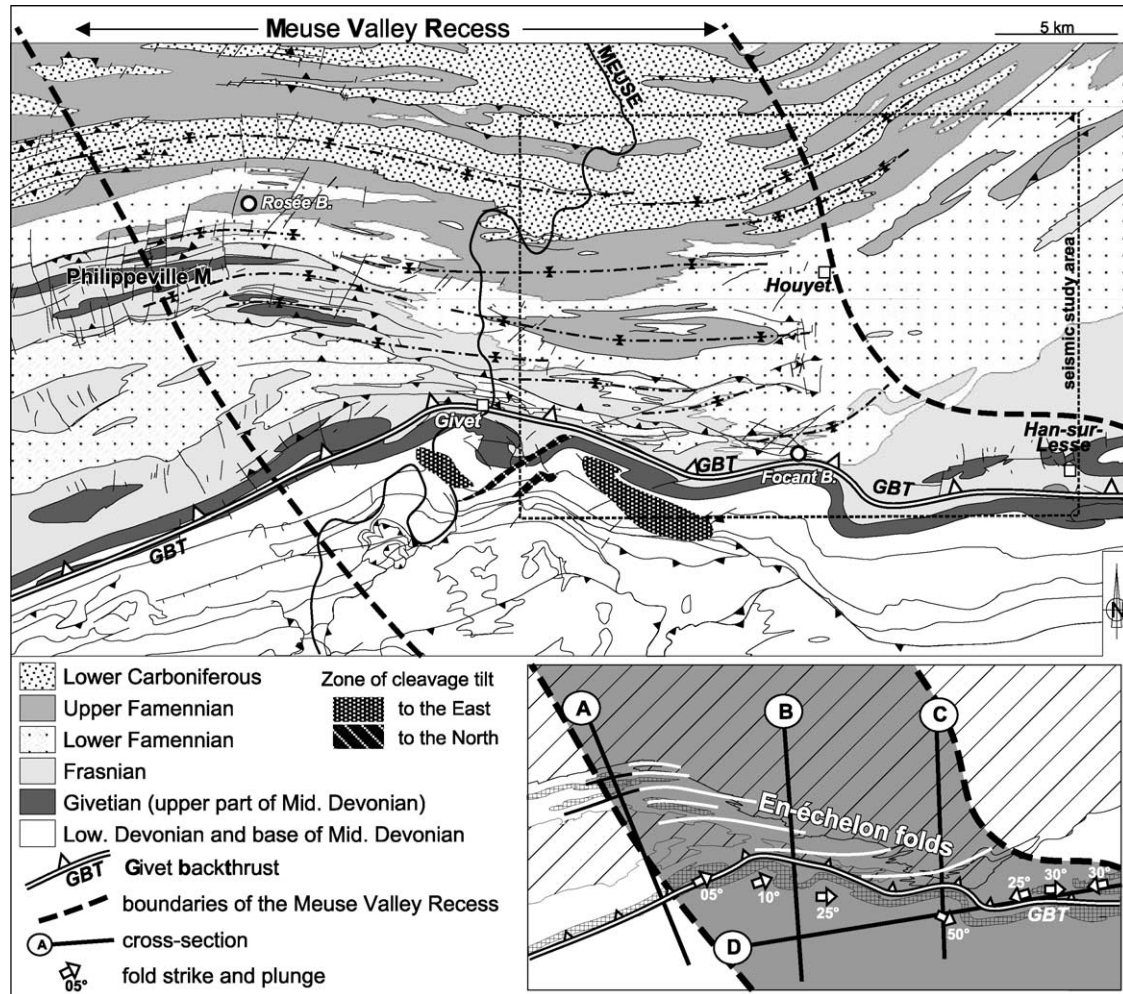 Meuse Valley Recess
5 km
MEUSE
Rosée B.
Philippeville M.
Houyet
seismic study area
Givet
Han-sur-
Lesse
GBT
Focant B.
GBT
GBT
N
Lower Carboniferous
Upper Famennian
Lower Famennian
Frasnian
Givetian (upper part of Mid. Devonian)
Low. Devonian and base of Mid. Devonian
GBT Givet backthrust
boundaries of the Meuse Valley Recess
A cross-section
05° fold strike and plunge
Zone of cleavage tilt
to the East
to the North
A
B
C
En-échelon folds
05°
10°
25°
25°
30°
30°
50°
GBT
D